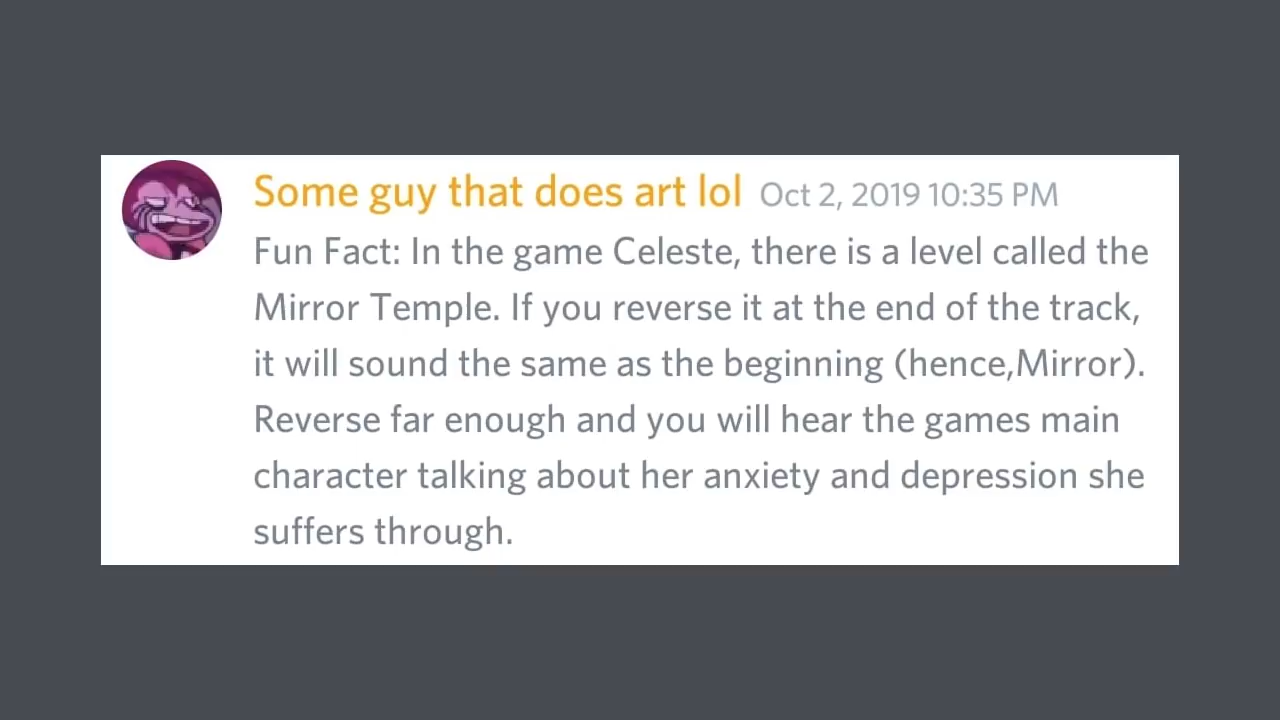 Some guy that does art lol Oct 2, 2019 10:35 PM
Fun Fact: In the game Celeste, there is a level called the
Mirror Temple. If you reverse it at the end of the track,
it will sound the same as the beginning (hence,Mirror).
Reverse far enough and you will hear the games main
character talking about her anxiety and depression she
suffers through.